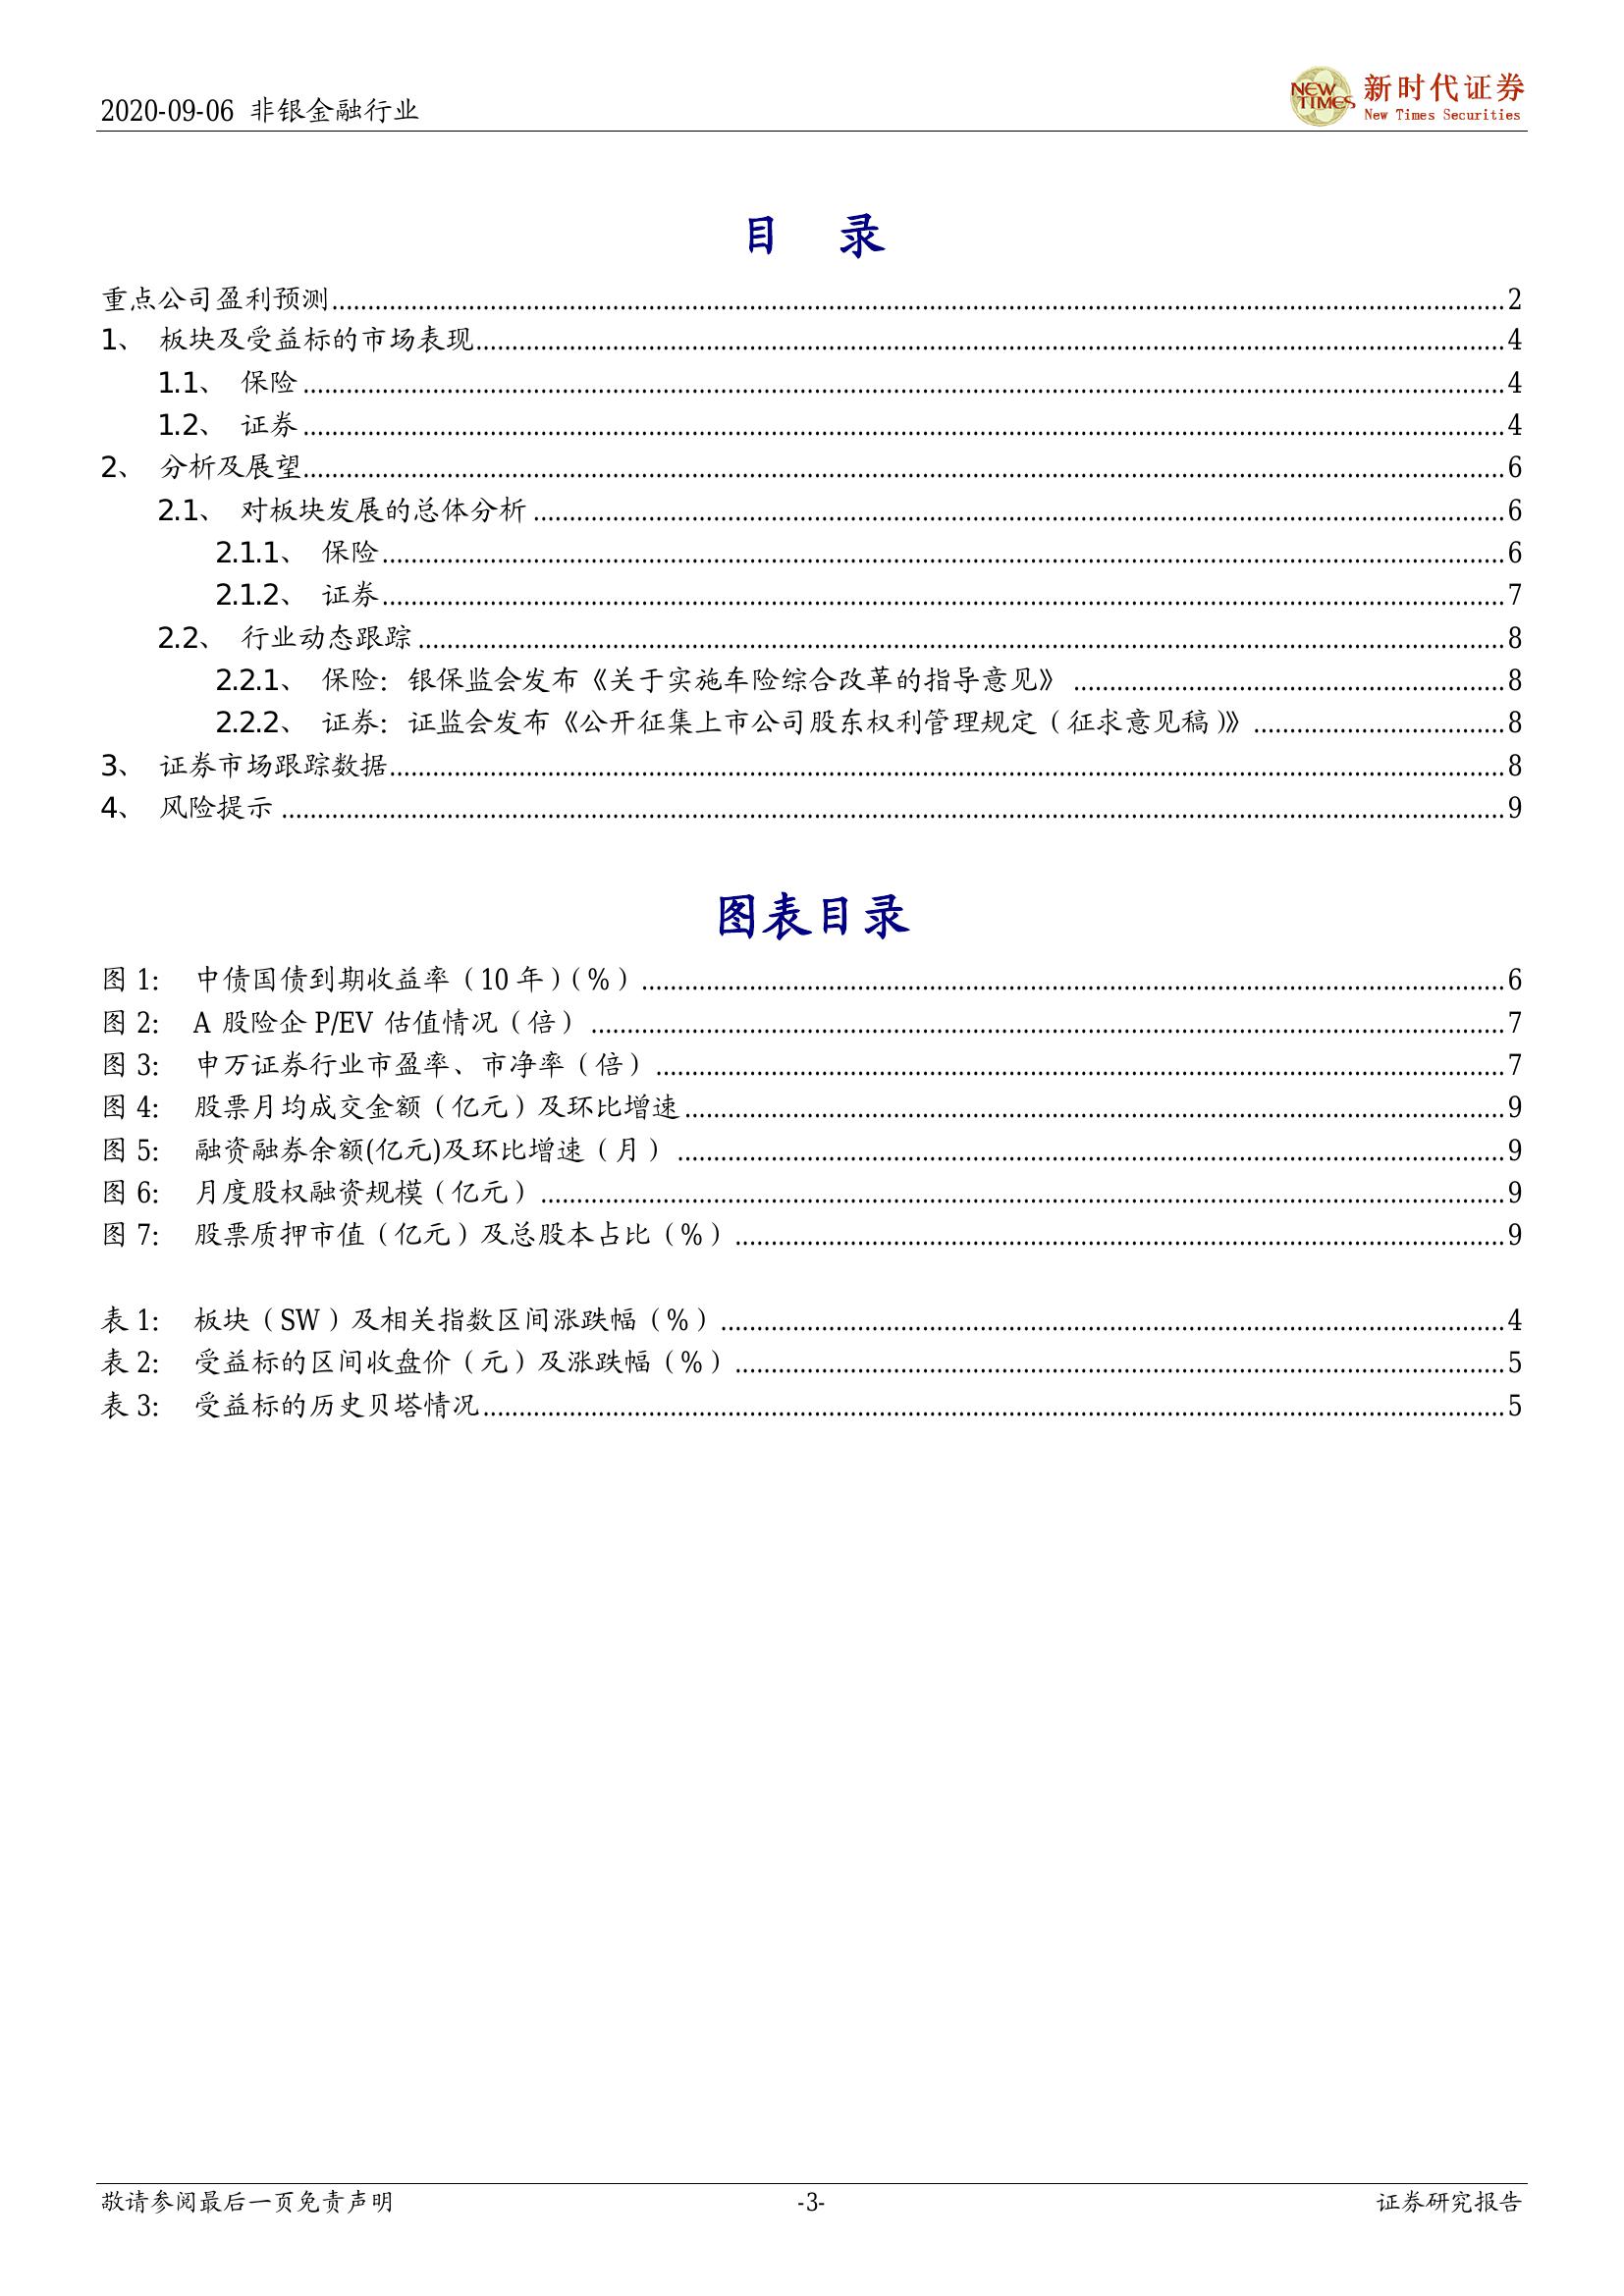 2020-09-06 非银金融行业
NEW TIMES 新时代证券
New Times Securities
目 录
重点公司盈利预测........2
1、 板块及受益标的市场表现........4
1.1、 保险........4
1.2、 证券........4
2、 分析及展望........6
2.1、 对板块发展的总体分析........6
2.1.1、 保险........6
2.1.2、 证券........7
2.2、 行业动态跟踪........8
2.2.1、 保险：银保监会发布《关于实施车险综合改革的指导意见》........8
2.2.2、 证券：证监会发布《公开征集上市公司股东权利管理规定（征求意见稿）》........8
3、 证券市场跟踪数据........8
4、 风险提示........9
图表目录
图 1： 中债国债到期收益率（10 年）（%）........6
图 2： A 股险企 P/EV 估值情况（倍）........7
图 3： 申万证券行业市盈率、市净率（倍）........7
图 4： 股票月均成交金额（亿元）及环比增速........9
图 5： 融资融券余额(亿元)及环比增速（月）........9
图 6： 月度股权融资规模（亿元）........9
图 7： 股票质押市值（亿元）及总股本占比（%）........9
表 1： 板块（SW）及相关指数区间涨跌幅（%）........4
表 2： 受益标的区间收盘价（元）及涨跌幅（%）........5
表 3： 受益标的历史贝塔情况........5
敬请参阅最后一页免责声明 -3- 证券研究报告